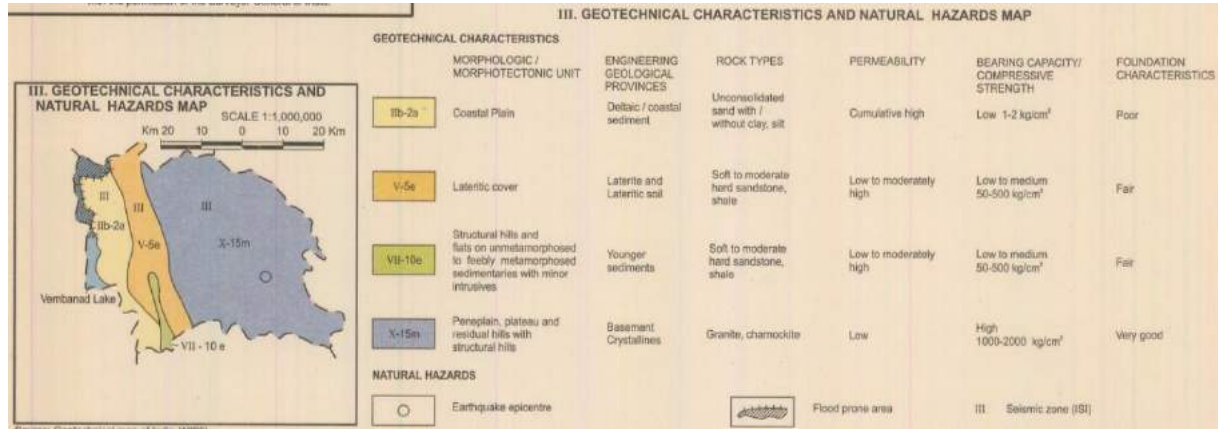 III. GEOTECHNICAL CHARACTERISTICS AND NATURAL HAZARDS MAP
GEOTECHNICAL CHARACTERISTICS
MORPHOLOGIC /
MORPHOTECTONIC UNIT
ENGINEERING
GEOLOGICAL
PROVINCES
ROCK TYPES
PERMEABILITY
BEARING CAPACITY/
COMPRESSIVE
STRENGTH
FOUNDATION
CHARACTERISTICS
IIb-2a
Coastal Plain
Deltaic / coastal
sediment
Unconsolidated
sand with /
without clay, silt
Cumulative high
Low 1-2 kg/cm²
Poor
V-5e
Lateritic cover
Laterite and
Lateritic soil
Soft to moderate
hard sandstone,
shale
Low to moderately
high
Low to medium
50-500 kg/cm²
Fair
VII-10e
Structural hills and
flats on unmetamorphosed
to feebly metamorphosed
sedimentaries with minor
intrusives
Younger
sediments
Soft to moderate
hard sandstone,
shale
Low to moderately
high
Low to medium
50-500 kg/cm²
Fair
X-15m
Peneplain, plateau and
residual hills with
structural hills
Basement
Crystallines
Granite, charnockite
Low
High
1000-2000 kg/cm²
Very good
NATURAL HAZARDS
Earthquake epicentre
Flood prone area
III Seismic zone (ISI)
III. GEOTECHNICAL CHARACTERISTICS AND
NATURAL HAZARDS MAP
SCALE 1:1,000,000
Km 20 10 0 10 20 Km
III
III
III
IIb-2a
V-5e
X-15m
Vembanad Lake
VII - 10 e